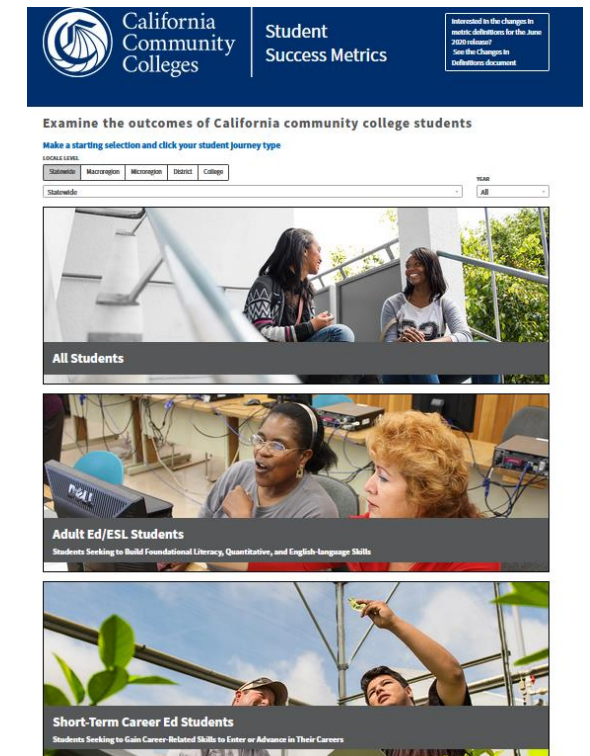 California
Community
Colleges
Student
Success Metrics
Interested in the changes in
metric definitions for the June
2020 release?
See the Changes in
Definitions document
Examine the outcomes of California community college students
Make a starting selection and click your student journey type
LOCALE LEVEL
Statewide Macroregion Microregion District College
YEAR
Statewide All
All Students
DELL
Adult Ed/ESL Students
Students Seeking to Build Foundational Literacy, Quantitative, and English-language Skills
Short-Term Career Ed Students
Students Seeking to Gain Career-Related Skills to Enter or Advance in Their Careers